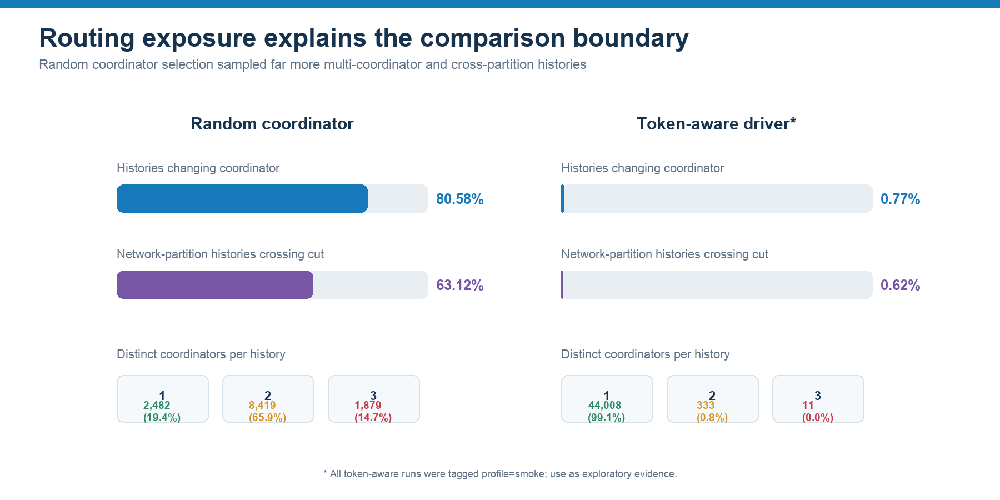 Routing exposure explains the comparison boundary
Random coordinator selection sampled far more multi-coordinator and cross-partition histories
Random coordinator
Histories changing coordinator
80.58%
Network-partition histories crossing cut
63.12%
Distinct coordinators per history
1
2,482
(19.4%)
2
8,419
(65.9%)
3
1,879
(14.7%)
Token-aware driver*
Histories changing coordinator
0.77%
Network-partition histories crossing cut
0.62%
Distinct coordinators per history
1
44,008
(99.1%)
2
333
(0.8%)
3
11
(0.0%)
* All token-aware runs were tagged profile=smoke; use as exploratory evidence.